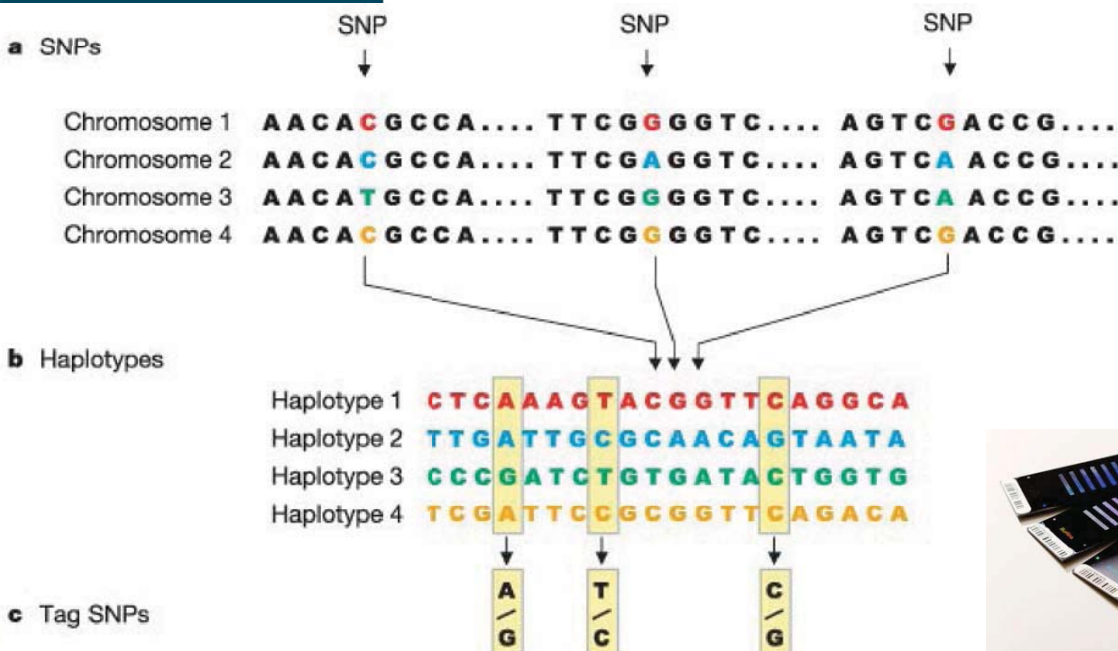 SNP SNP SNP
a SNPs
Chromosome 1 AACACGCCA.... TTCGGGGTC.... AGTCGACCG....
Chromosome 2 AACACGCCA.... TTCGAGGTC.... AGTCAACCG....
Chromosome 3 AACATGCCA.... TTCGGGGTC.... AGTCAACCG....
Chromosome 4 AACACGCCA.... TTCGGGGTC.... AGTCGACCG....
b Haplotypes
Haplotype 1 CTCAAAGTACGGTTCAGGCA
Haplotype 2 TTGATTGCGCAACAGTAATA
Haplotype 3 CCCGATCTGTGATACTGGTG
Haplotype 4 TCGATTCCGCGGTTCAGACA
c Tag SNPs
A/G T/C C/G